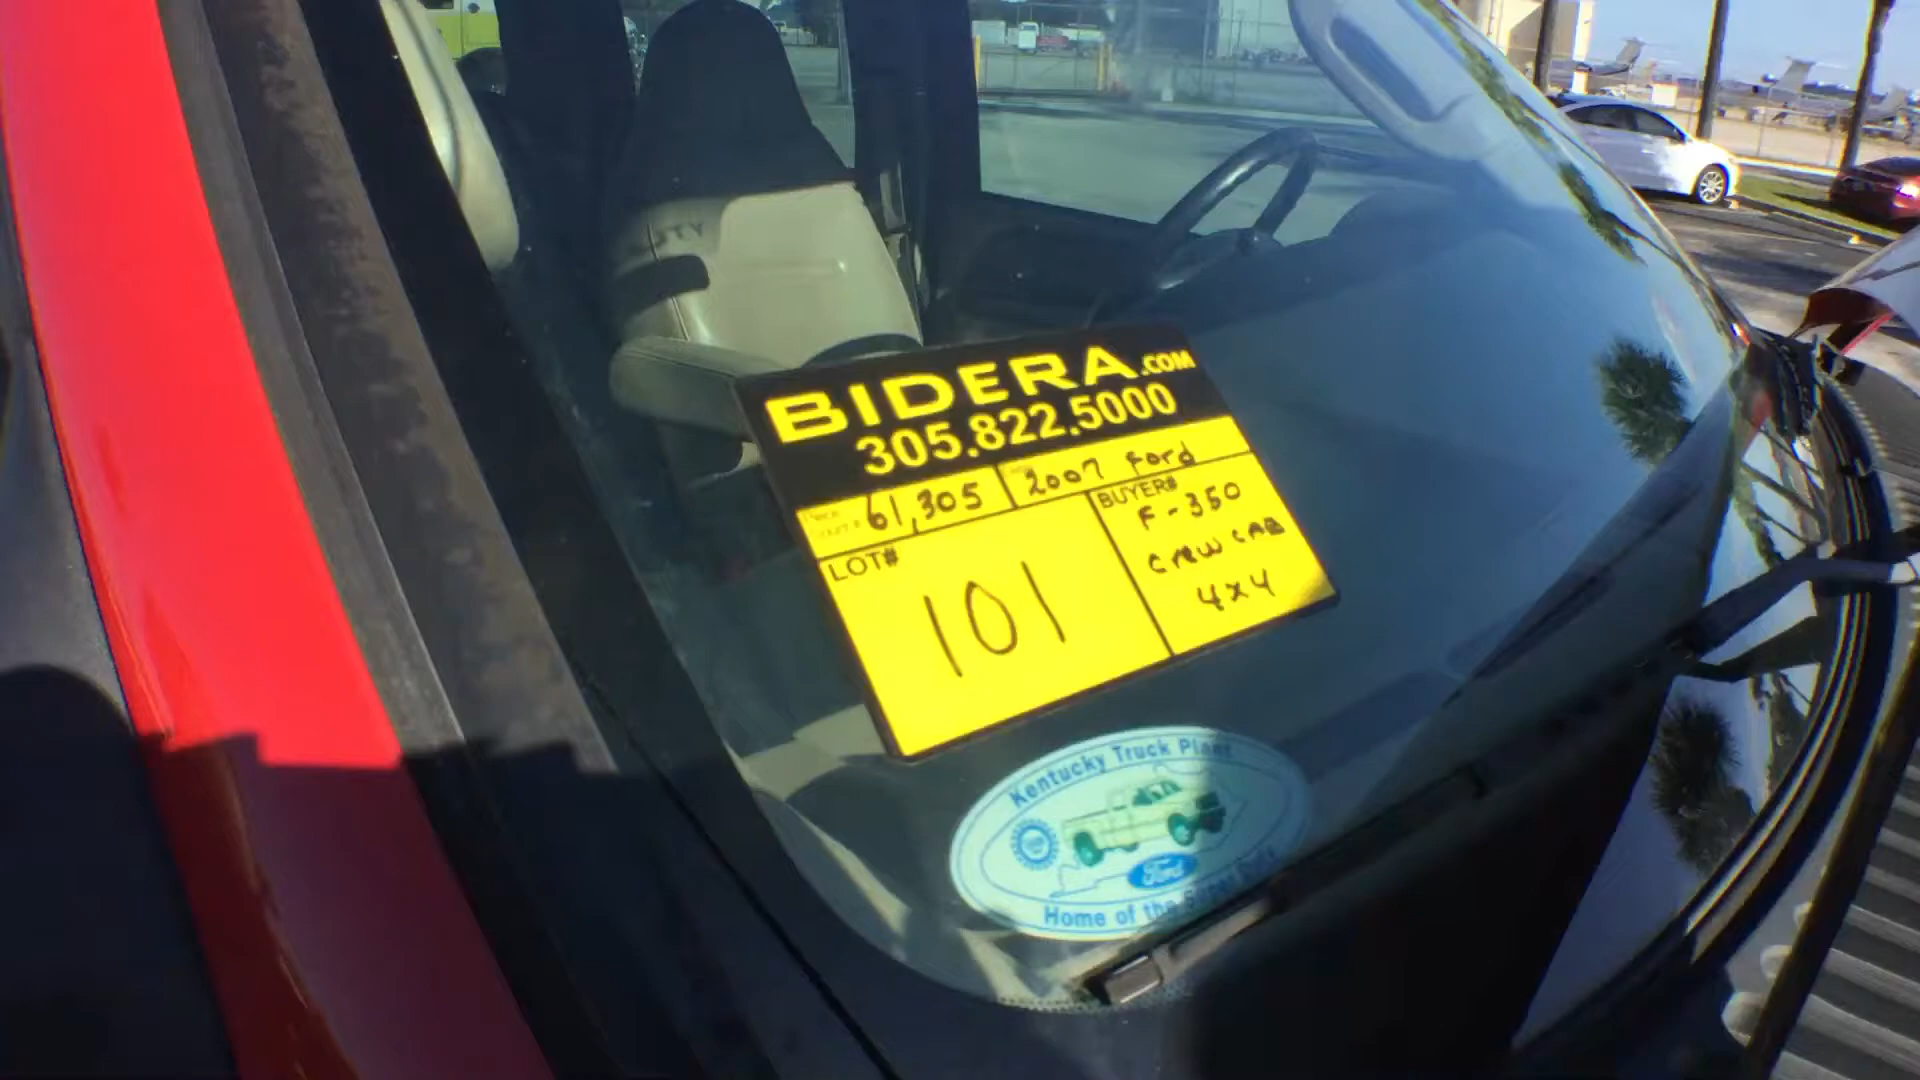 BIDERA.COM
305.822.5000
61,305
2007 Ford
LOT#
101
BUYER#
F-350
crew CAB
4x4
Kentucky Truck Plant
Ford
Home of the